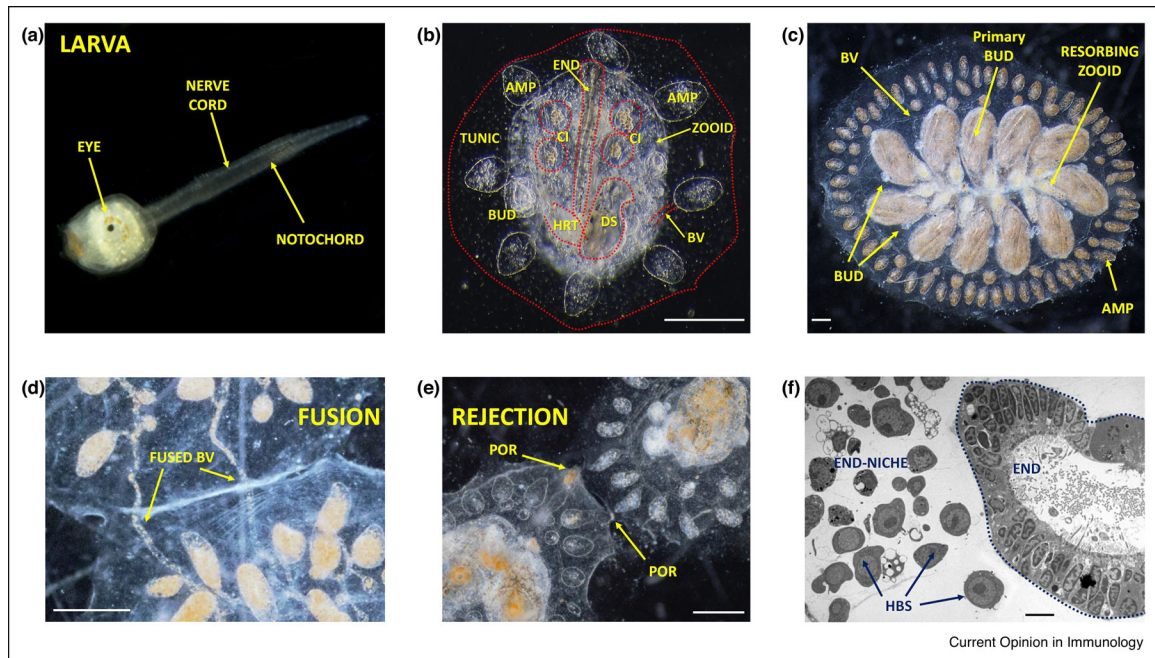 (a)
LARVA
NERVE
CORD
EYE
NOTOCHORD
(b)
END
AMP
AMP
CI
CI
ZOOID
TUNIC
BUD
HRT
DS
BV
(c)
Primary
BUD
RESORBING
ZOOID
BV
BUD
AMP
(d)
FUSION
FUSED BV
(e)
REJECTION
POR
POR
(f)
END-NICHE
END
HBS
Current Opinion in Immunology